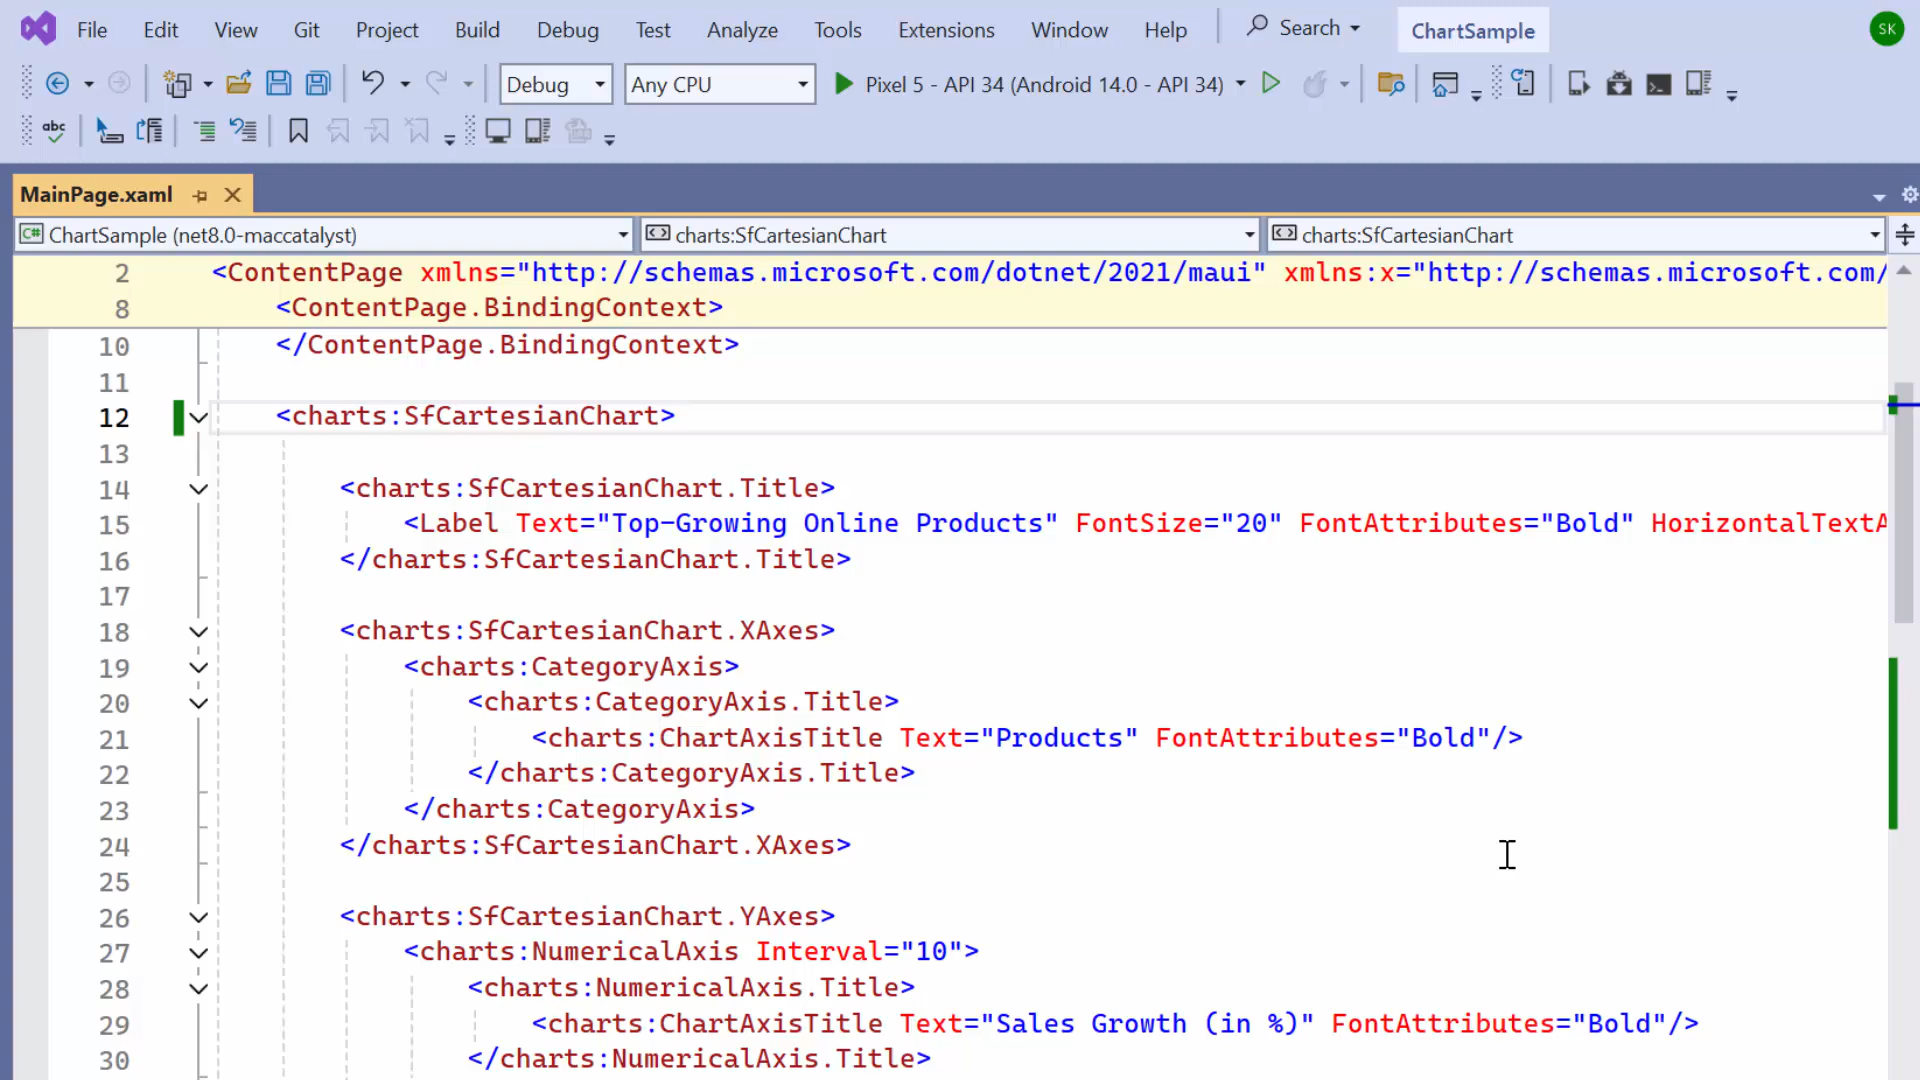 File Edit View Git Project Build Debug Test Analyze Tools Extensions Window Help Search ChartSample SK
Debug Any CPU Pixel 5 - API 34 (Android 14.0 - API 34)
abc
MainPage.xaml
C# ChartSample (net8.0-maccatalyst) charts:SfCartesianChart charts:SfCartesianChart
2 <ContentPage xmlns="http://schemas.microsoft.com/dotnet/2021/maui" xmlns:x="http://schemas.microsoft.com/
8 <ContentPage.BindingContext>
10 </ContentPage.BindingContext>
11
12 <charts:SfCartesianChart>
13
14 <charts:SfCartesianChart.Title>
15 <Label Text="Top-Growing Online Products" FontSize="20" FontAttributes="Bold" HorizontalTextA
16 </charts:SfCartesianChart.Title>
17
18 <charts:SfCartesianChart.XAxes>
19 <charts:CategoryAxis>
20 <charts:CategoryAxis.Title>
21 <charts:ChartAxisTitle Text="Products" FontAttributes="Bold"/>
22 </charts:CategoryAxis.Title>
23 </charts:CategoryAxis>
24 </charts:SfCartesianChart.XAxes>
25
26 <charts:SfCartesianChart.YAxes>
27 <charts:NumericalAxis Interval="10">
28 <charts:NumericalAxis.Title>
29 <charts:ChartAxisTitle Text="Sales Growth (in %)" FontAttributes="Bold"/>
30 </charts:NumericalAxis.Title>